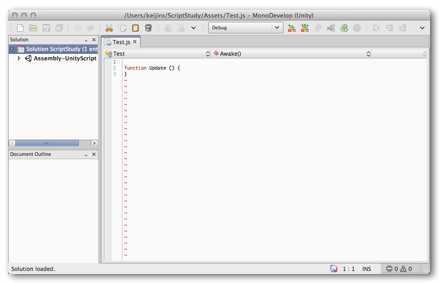 /Users/keijiro/ScriptStudy/Assets/Test.js - MonoDevelop (Unity)
Debug
Solution
Solution ScriptStudy (1 ent
Assembly-UnityScript
Document Outline
Test.js
Test
Awake()
1
2 function Update () {
3 }
Solution loaded.
1 : 1 INS 0 0